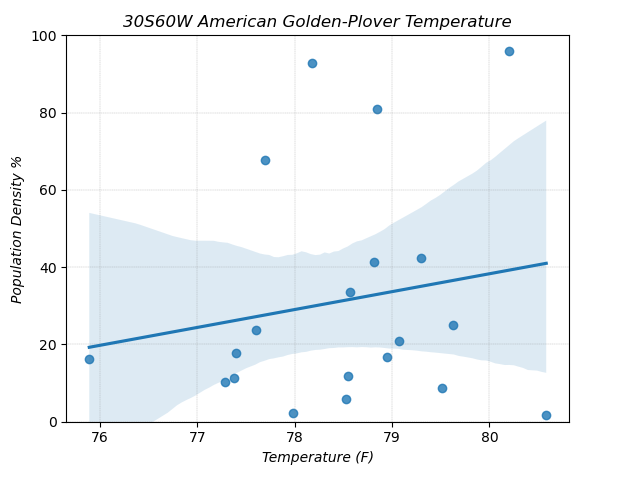 30S60W American Golden-Plover Temperature
100
80
60
40
20
0
Population Density %
76 77 78 79 80
Temperature (F)